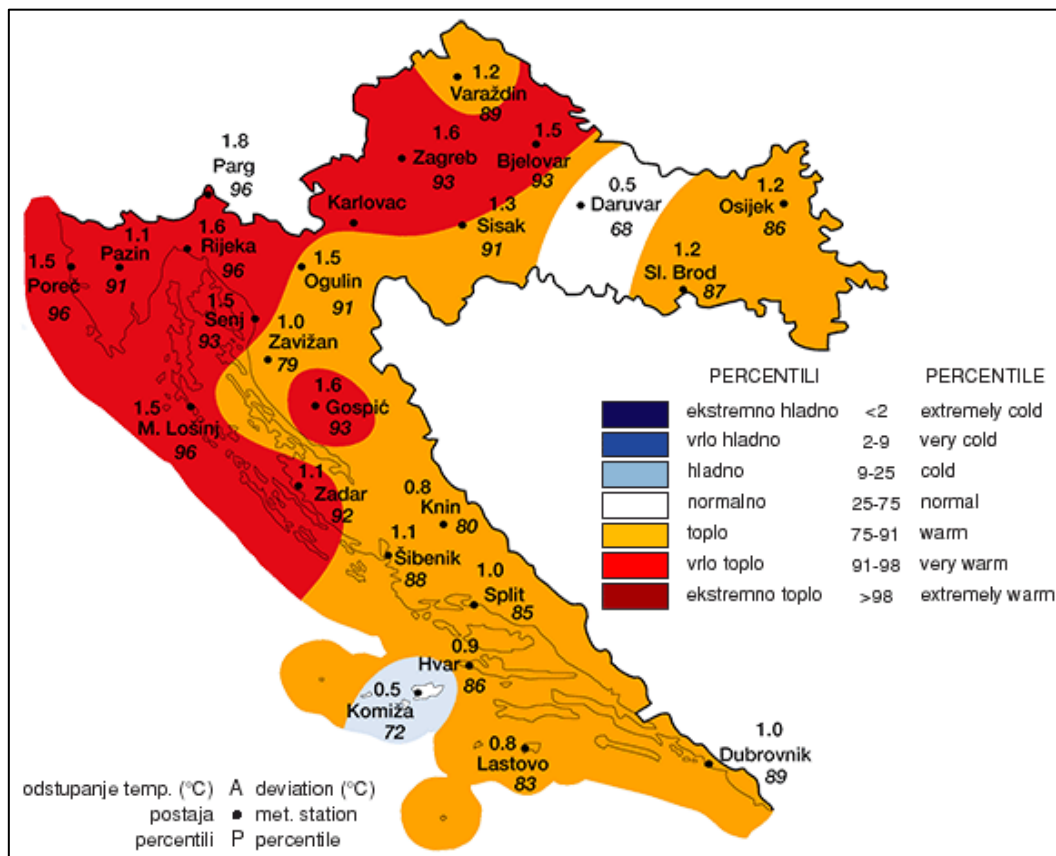 1.2
Varaždin
89
1.6
Zagreb
93
1.5
Bjelovar
93
1.8
Parg
96
Karlovac
1.3
Sisak
91
0.5
Daruvar
68
1.2
Osijek
86
1.2
Sl. Brod
87
1.1
Pazin
91
1.6
Rijeka
96
1.5
Poreč
96
1.5
Ogulin
91
1.5
Senj
93
1.0
Zavižan
79
1.6
Gospić
93
1.5
M. Lošinj
96
1.1
Zadar
92
0.8
Knin
80
1.1
Šibenik
88
1.0
Split
85
0.9
Hvar
86
0.5
Komiža
72
0.8
Lastovo
83
1.0
Dubrovnik
89
PERCENTILI PERCENTILE
ekstremno hladno <2 extremely cold
vrlo hladno 2-9 very cold
hladno 9-25 cold
normalno 25-75 normal
toplo 75-91 warm
vrlo toplo 91-98 very warm
ekstremno toplo >98 extremely warm
odstupanje temp. (°C) A deviation (°C)
postaja ● met. station
percentili P percentile